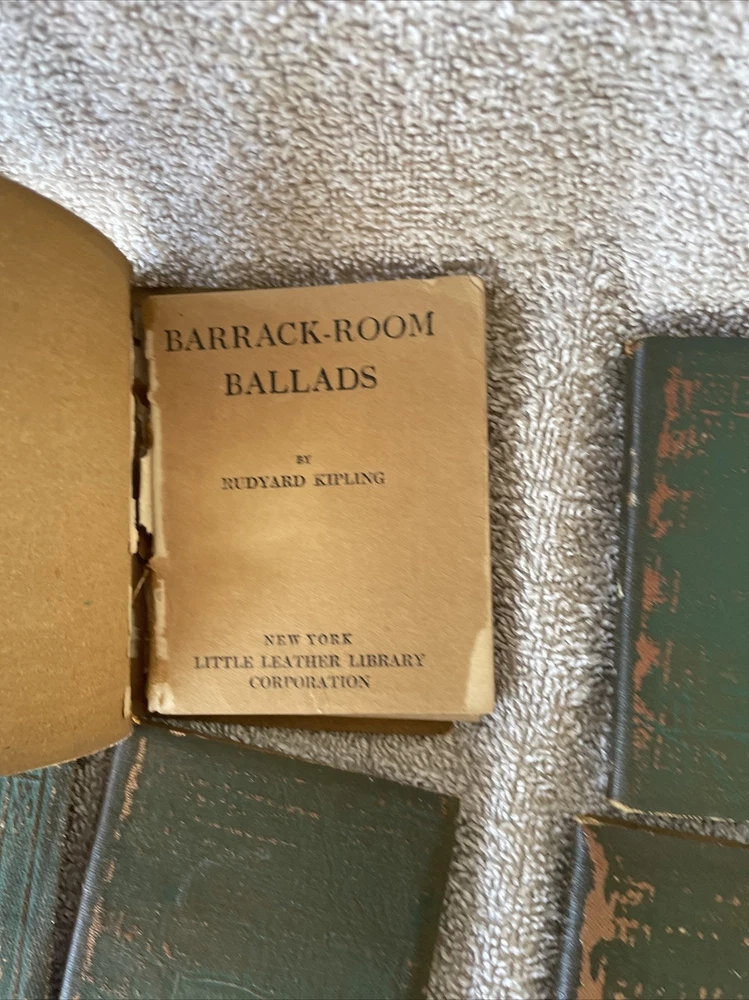 BARRACK-ROOM
BALLADS
BY
RUDYARD KIPLING
NEW YORK
LITTLE LEATHER LIBRARY
CORPORATION